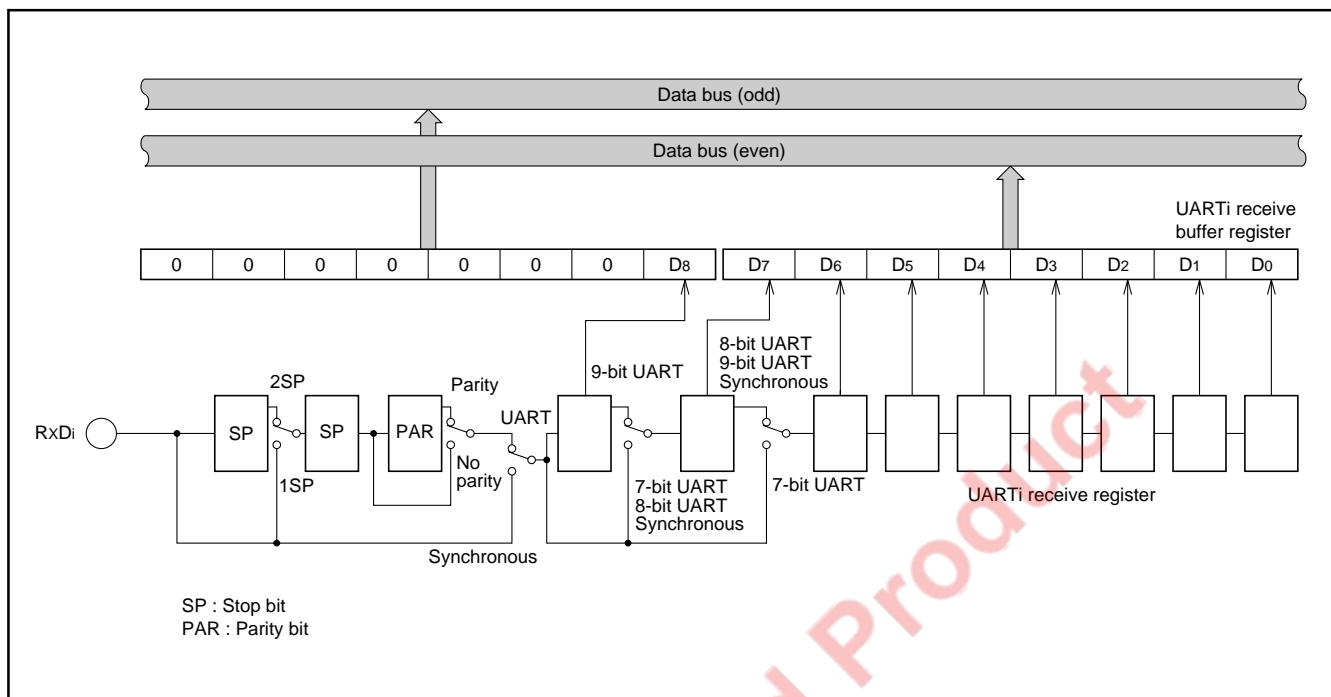 Data bus (odd)
Data bus (even)
UARTi receive
buffer register
0 0 0 0 0 0 0 D8 D7 D6 D5 D4 D3 D2 D1 D0
8-bit UART
9-bit UART
Synchronous
9-bit UART
2SP
Parity
UART
RxDi
SP
SP
PAR
1SP
No
parity
7-bit UART
8-bit UART
Synchronous
7-bit UART
UARTi receive register
Synchronous
SP : Stop bit
PAR : Parity bit
d Product